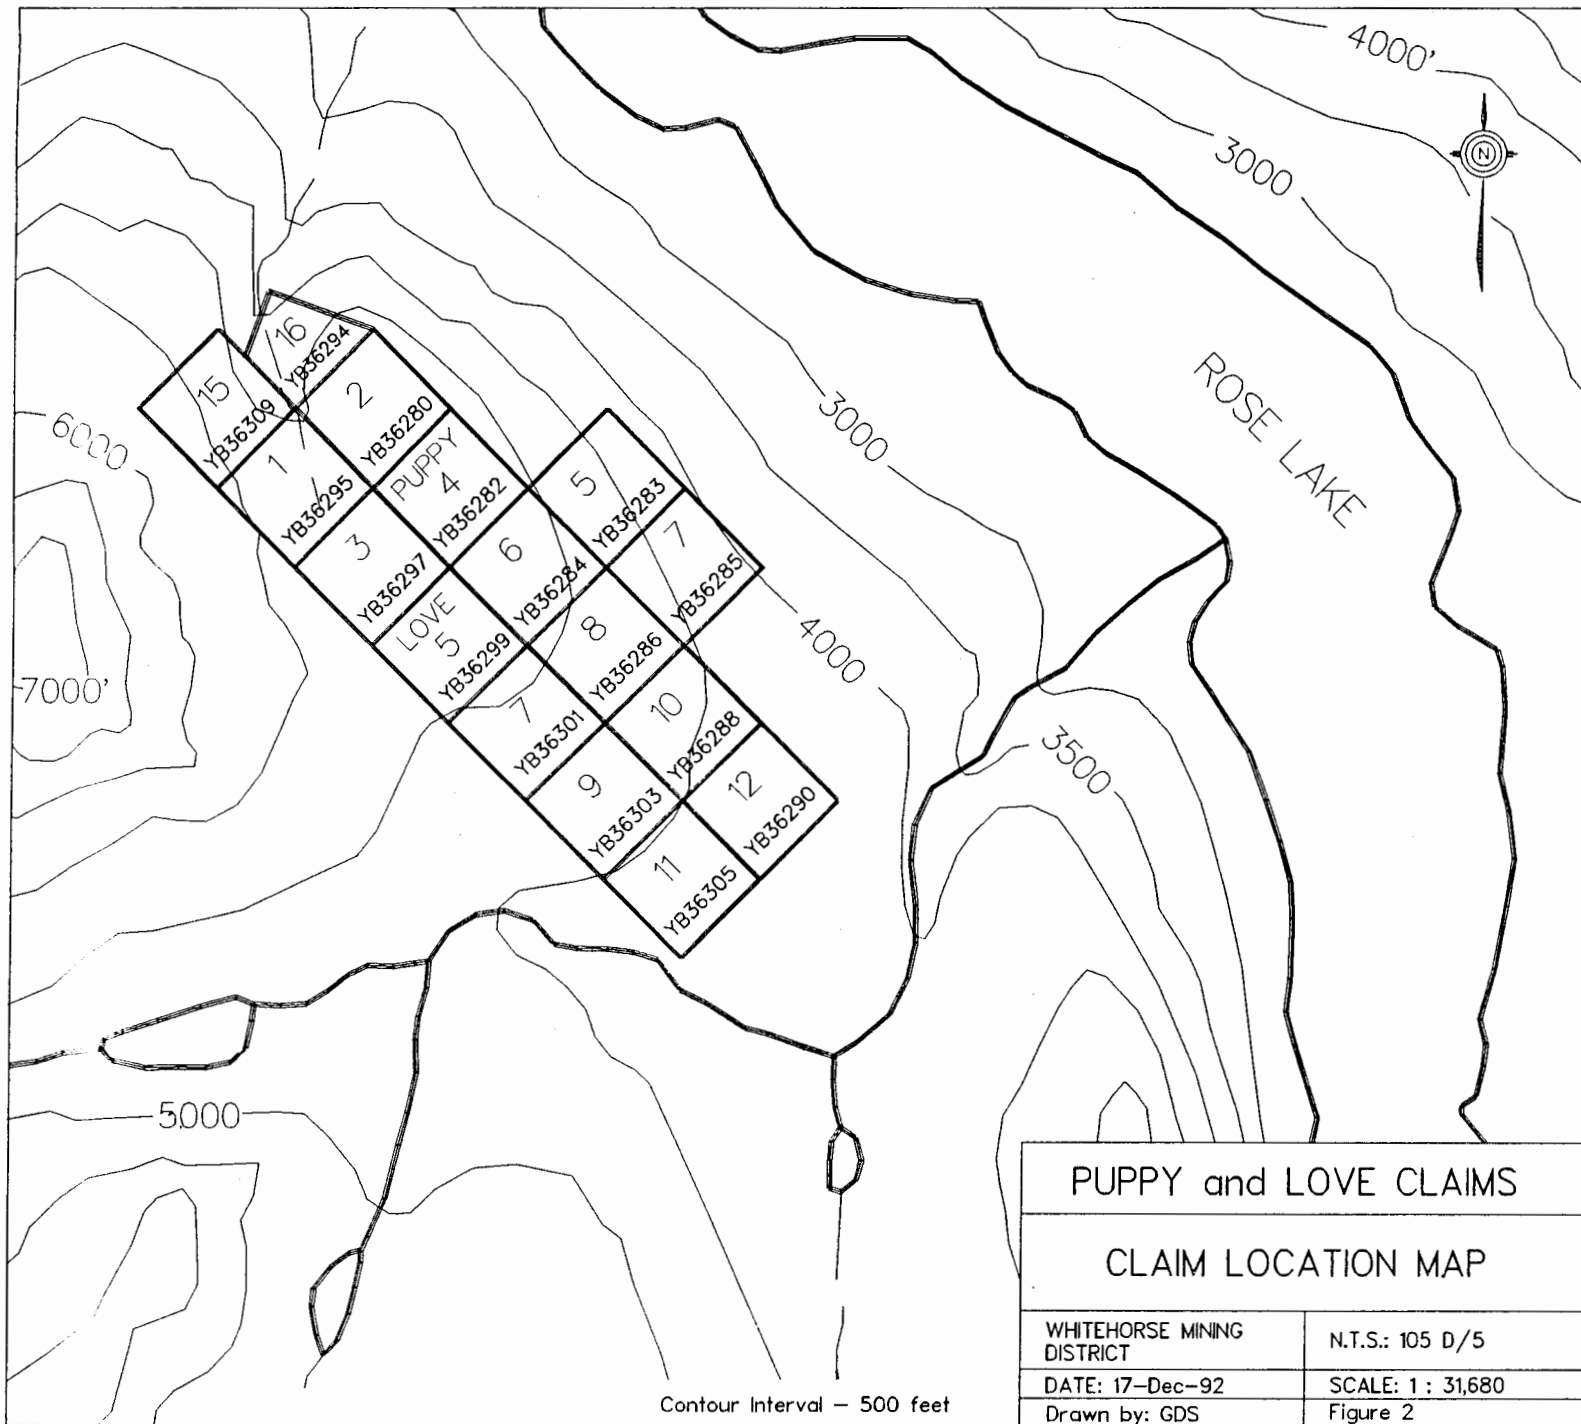 4000'
3000
N
ROSE LAKE
16
YB36294
15
YB36309
2
YB36280
6000
1
YB36295
PUPPY
4
YB36282
3000
5
YB36283
3
YB36297
6
YB36284
7
YB36285
LOVE
5
YB36299
8
YB36286
4000
7000'
7
YB36301
10
YB36288
3500
9
YB36303
12
YB36290
11
YB36305
5000
Contour Interval – 500 feet
PUPPY and LOVE CLAIMS
CLAIM LOCATION MAP
WHITEHORSE MINING
DISTRICT
N.T.S.: 105 D/5
DATE: 17-Dec-92
SCALE: 1 : 31,680
Drawn by: GDS
Figure 2